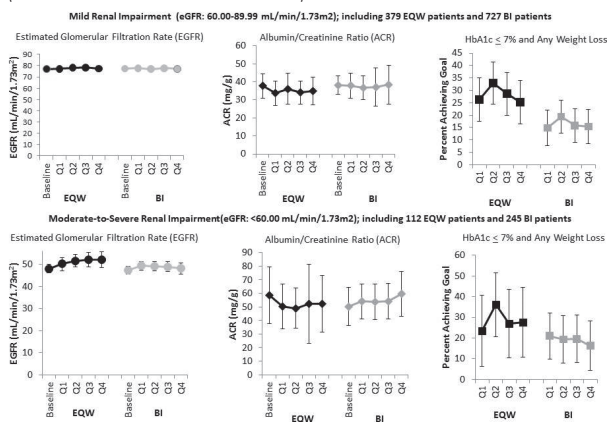 Mild Renal Impairment (eGFR: 60.00-89.99 mL/min/1.73m2); including 379 EQW patients and 727 BI patients
Estimated Glomerular Filtration Rate (EGFR)
EGFR (mL/min/1.73m²)
90
80
70
60
50
40
30
20
10
0
Baseline
Q1
Q2
Q3
Q4
Baseline
Q1
Q2
Q3
Q4
EQW
BI
Albumin/Creatinine Ratio (ACR)
ACR (mg/g)
60
50
40
30
20
10
0
Baseline
Q1
Q2
Q3
Q4
Baseline
Q1
Q2
Q3
Q4
EQW
BI
HbA1c ≤ 7% and Any Weight Loss
Percent Achieving Goal
45
40
35
30
25
20
15
10
5
0
Q1
Q2
Q3
Q4
Q1
Q2
Q3
Q4
EQW
BI
Moderate-to-Severe Renal Impairment(eGFR: <60.00 mL/min/1.73m2); including 112 EQW patients and 245 BI patients
Estimated Glomerular Filtration Rate (EGFR)
EGFR (mL/min/1.73m²)
60
50
40
30
20
10
0
Baseline
Q1
Q2
Q3
Q4
Baseline
Q1
Q2
Q3
Q4
EQW
BI
Albumin/Creatinine Ratio (ACR)
ACR (mg/g)
100
80
60
40
20
0
Baseline
Q1
Q2
Q3
Q4
Baseline
Q1
Q2
Q3
Q4
EQW
BI
HbA1c ≤ 7% and Any Weight Loss
Percent Achieving Goal
60
50
40
30
20
10
0
Q1
Q2
Q3
Q4
Q1
Q2
Q3
Q4
EQW
BI